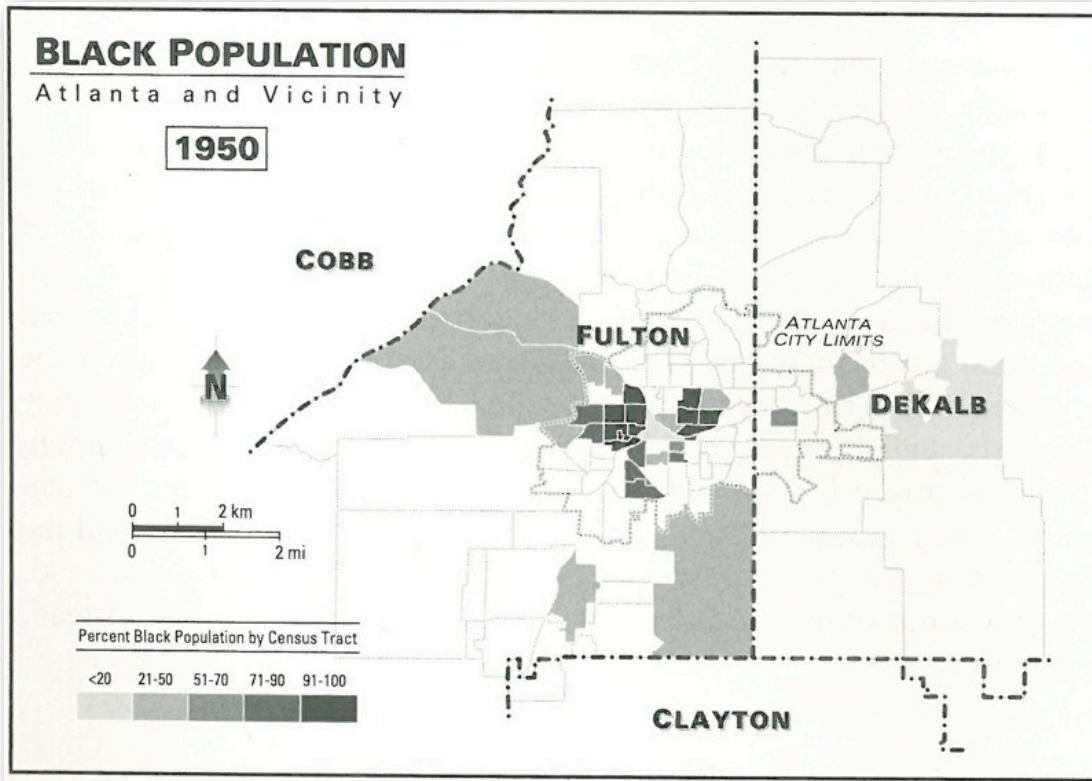 BLACK POPULATION
Atlanta and Vicinity
1950
COBB
FULTON
ATLANTA
CITY LIMITS
DEKALB
N
0 1 2 km
0 1 2 mi
Percent Black Population by Census Tract
<20 21-50 51-70 71-90 91-100
CLAYTON